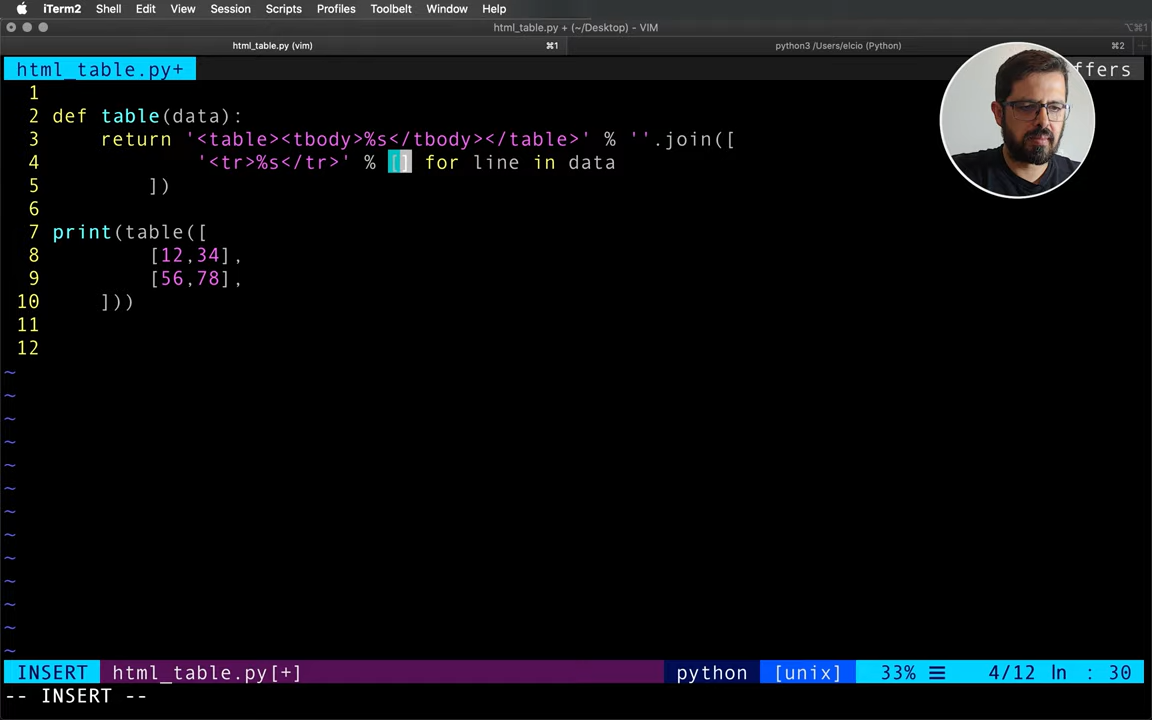 iTerm2 Shell Edit View Session Scripts Profiles Toolbelt Window Help
html_table.py + (~/Desktop) - VIM
⌥⌘1
html_table.py (vim) ⌘1 python3 /Users/elcio (Python) ⌘2 +
html_table.py+ ffers
1
2 def table(data):
3     return '<table><tbody>%s</tbody></table>' % ''.join([
4             '<tr>%s</tr>' % [] for line in data
5         ])
6
7 print(table([
8         [12,34],
9         [56,78],
10     ]))
11
12
~
~
~
~
~
~
~
~
~
~
~
~
~
INSERT html_table.py[+] python [unix] 33% ☰ 4/12 ln : 30
-- INSERT --